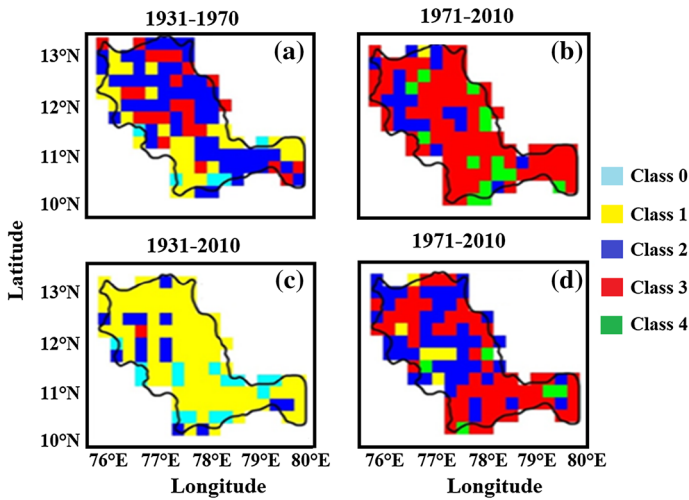 1931-1970
1971-2010
(a)
(b)
13°N
12°N
11°N
10°N
1931-2010
1971-2010
(c)
(d)
13°N
12°N
11°N
10°N
Latitude
76°E 77°E 78°E 79°E 80°E
76°E 77°E 78°E 79°E 80°E
Longitude
Longitude
Class 0
Class 1
Class 2
Class 3
Class 4